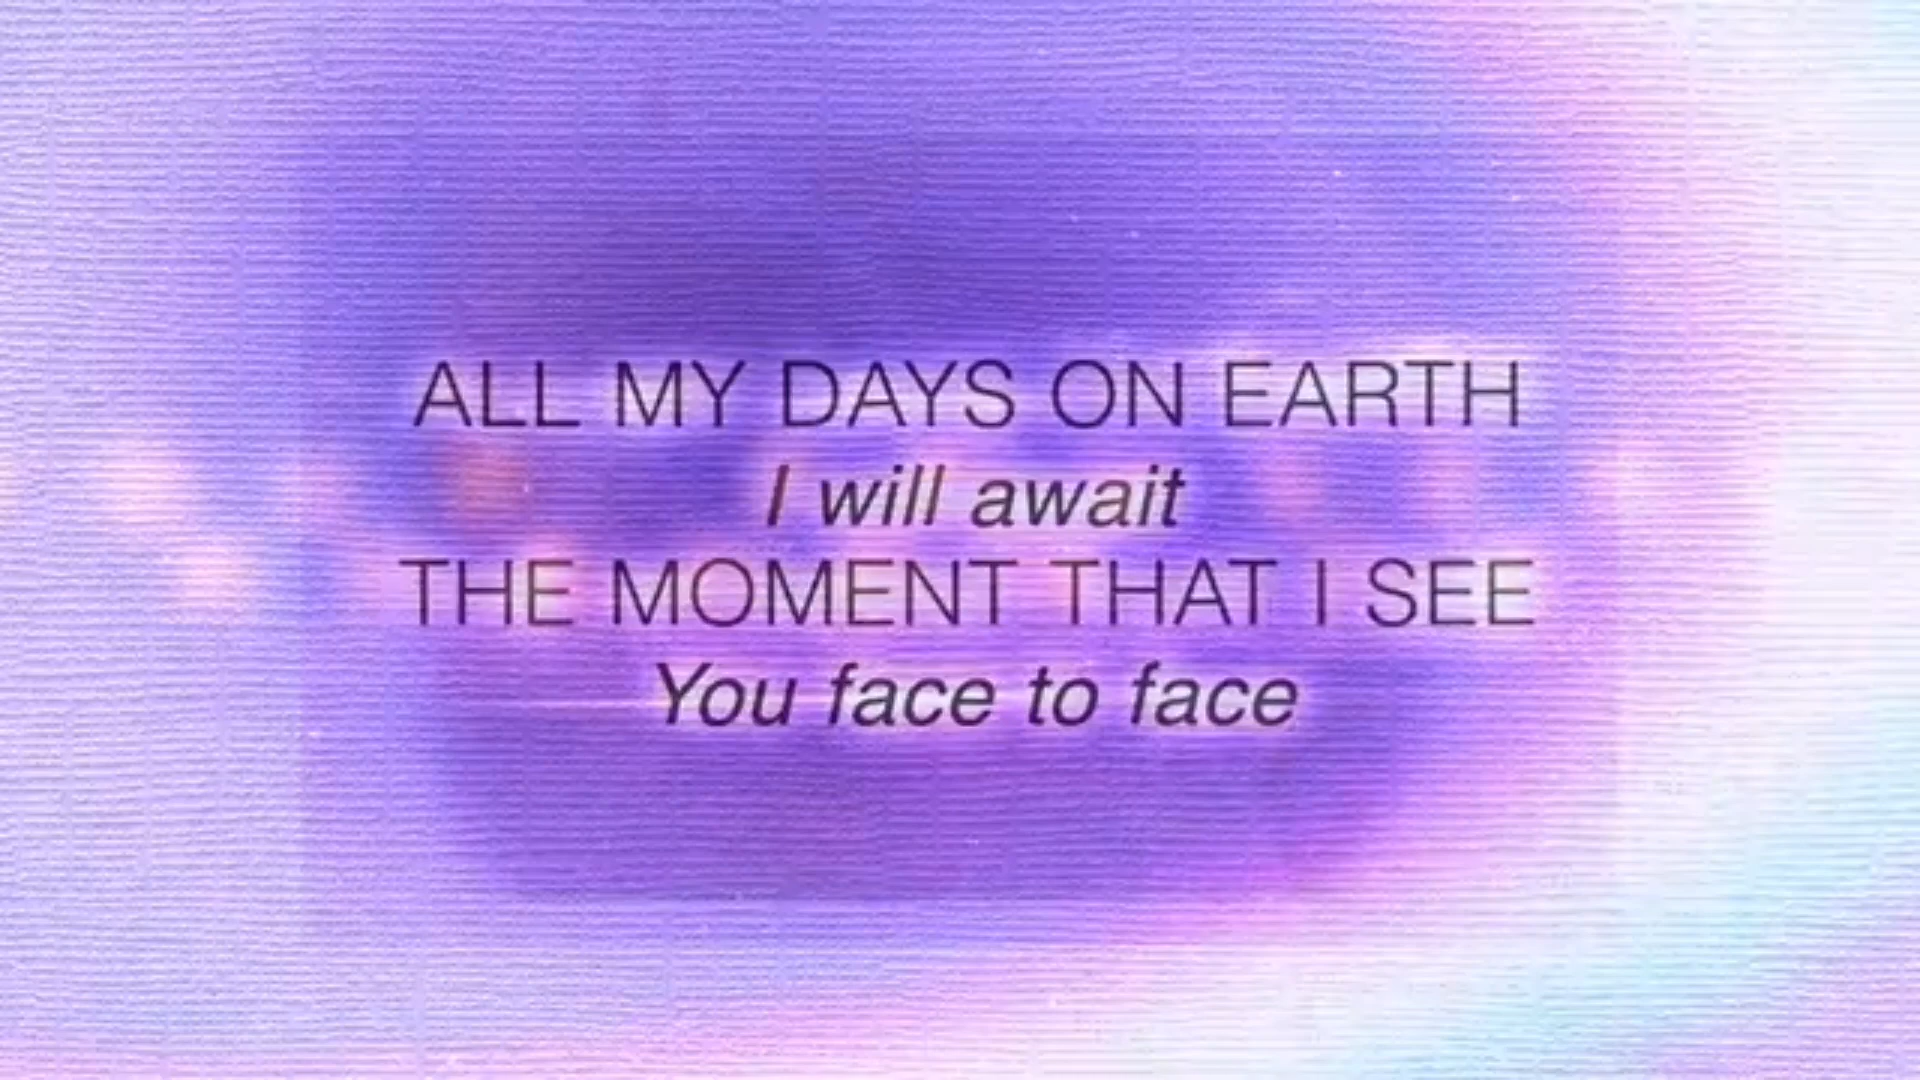 ALL MY DAYS ON EARTH
I will await
THE MOMENT THAT I SEE
You face to face